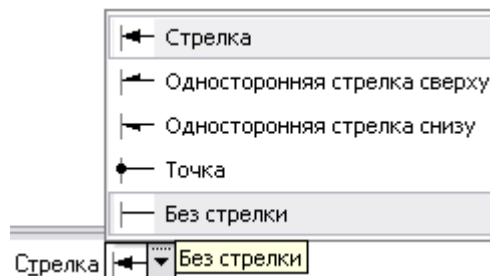 Стрелка
Односторонняя стрелка сверху
Односторонняя стрелка снизу
Точка
Без стрелки
Стрелка
Без стрелки